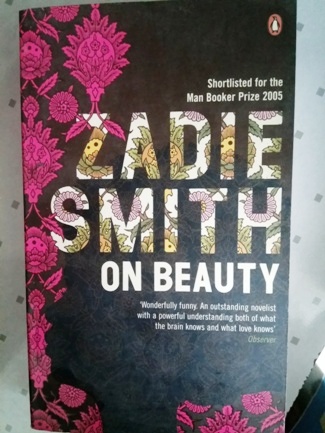 Shortlisted for the
Man Booker Prize 2005
ZADIE
SMITH
ON BEAUTY
'Wonderfully funny. An outstanding novelist
with a powerful understanding both of what
the brain knows and what love knows'
Observer